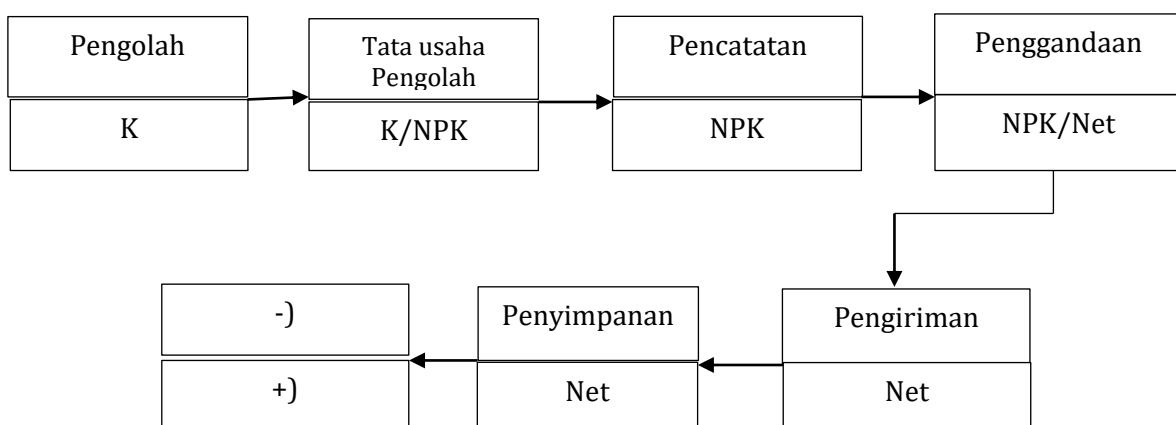 Pengolah
K
Tata usaha
Pengolah
K/NPK
Pencatatan
NPK
Penggandaan
NPK/Net
Pengiriman
Net
Penyimpanan
Net
-)
+)